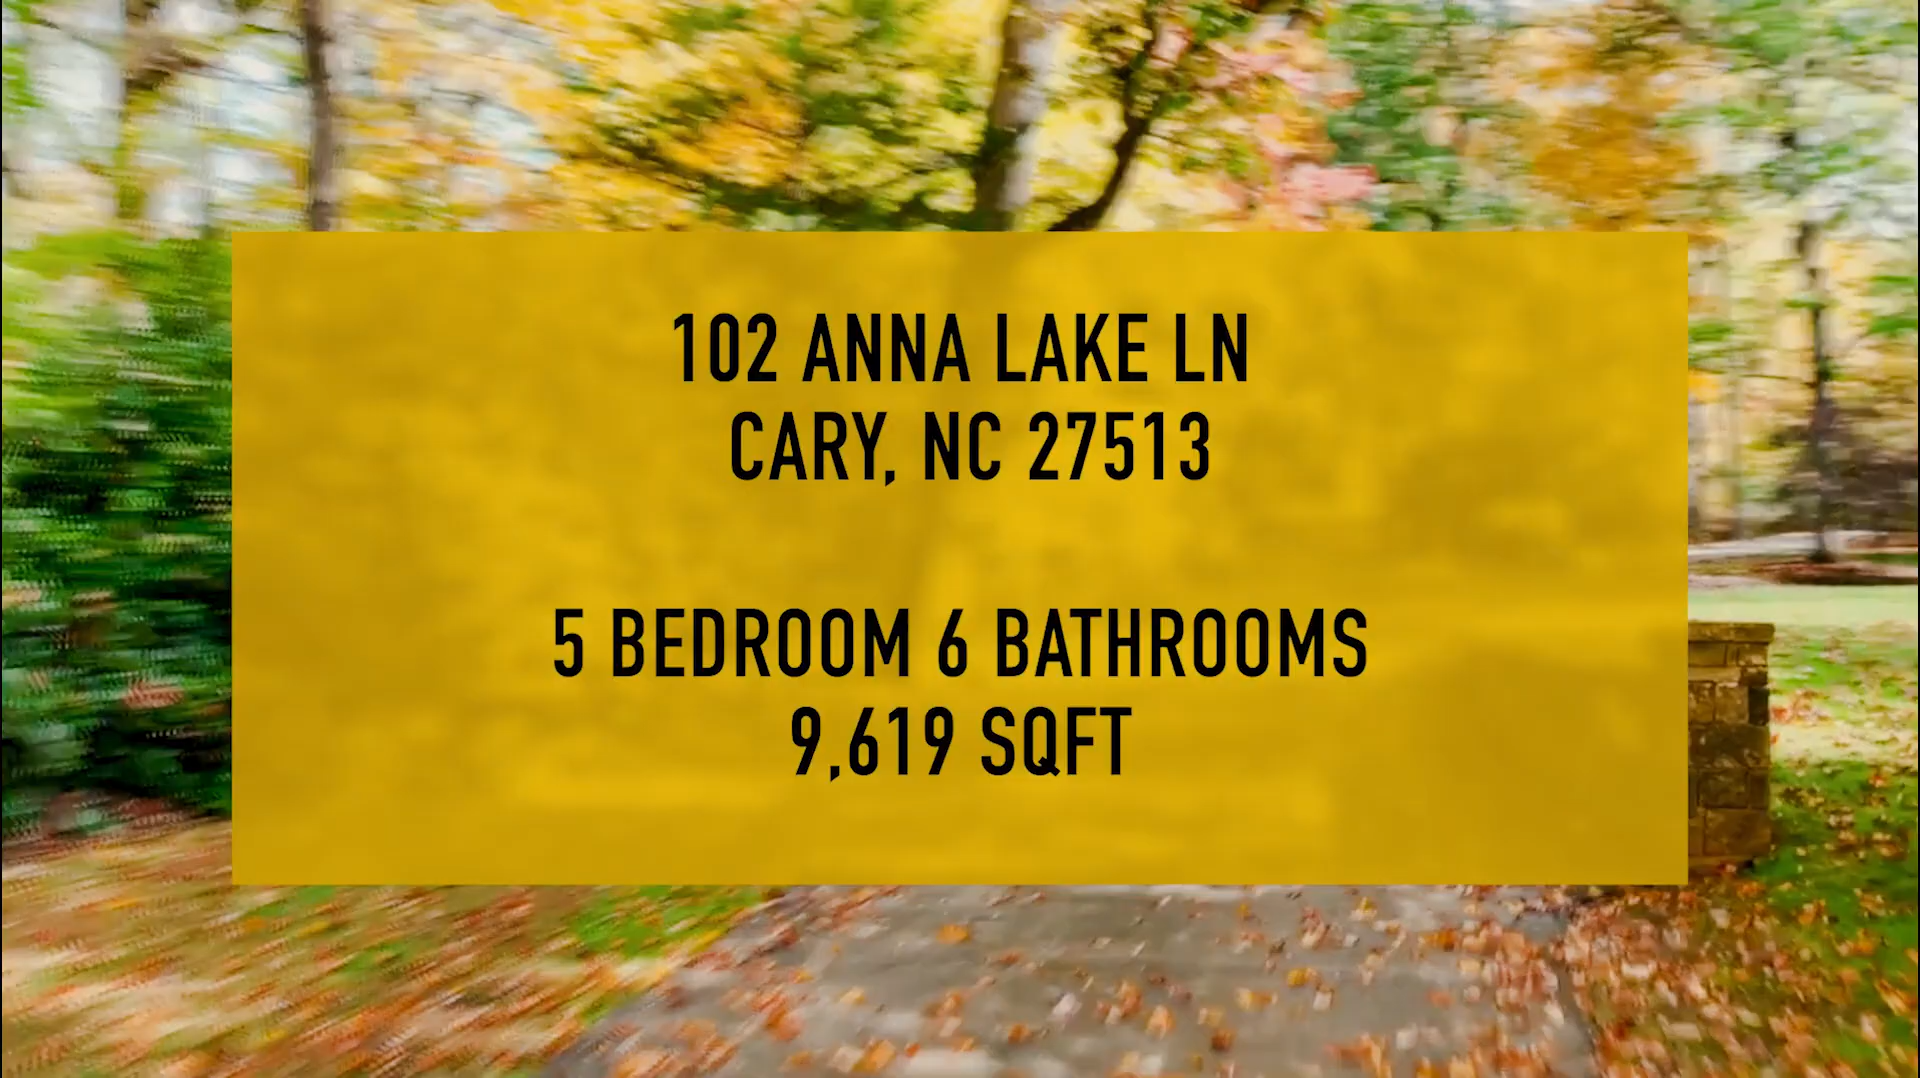 102 ANNA LAKE LN
CARY, NC 27513
5 BEDROOM 6 BATHROOMS
9,619 SQFT